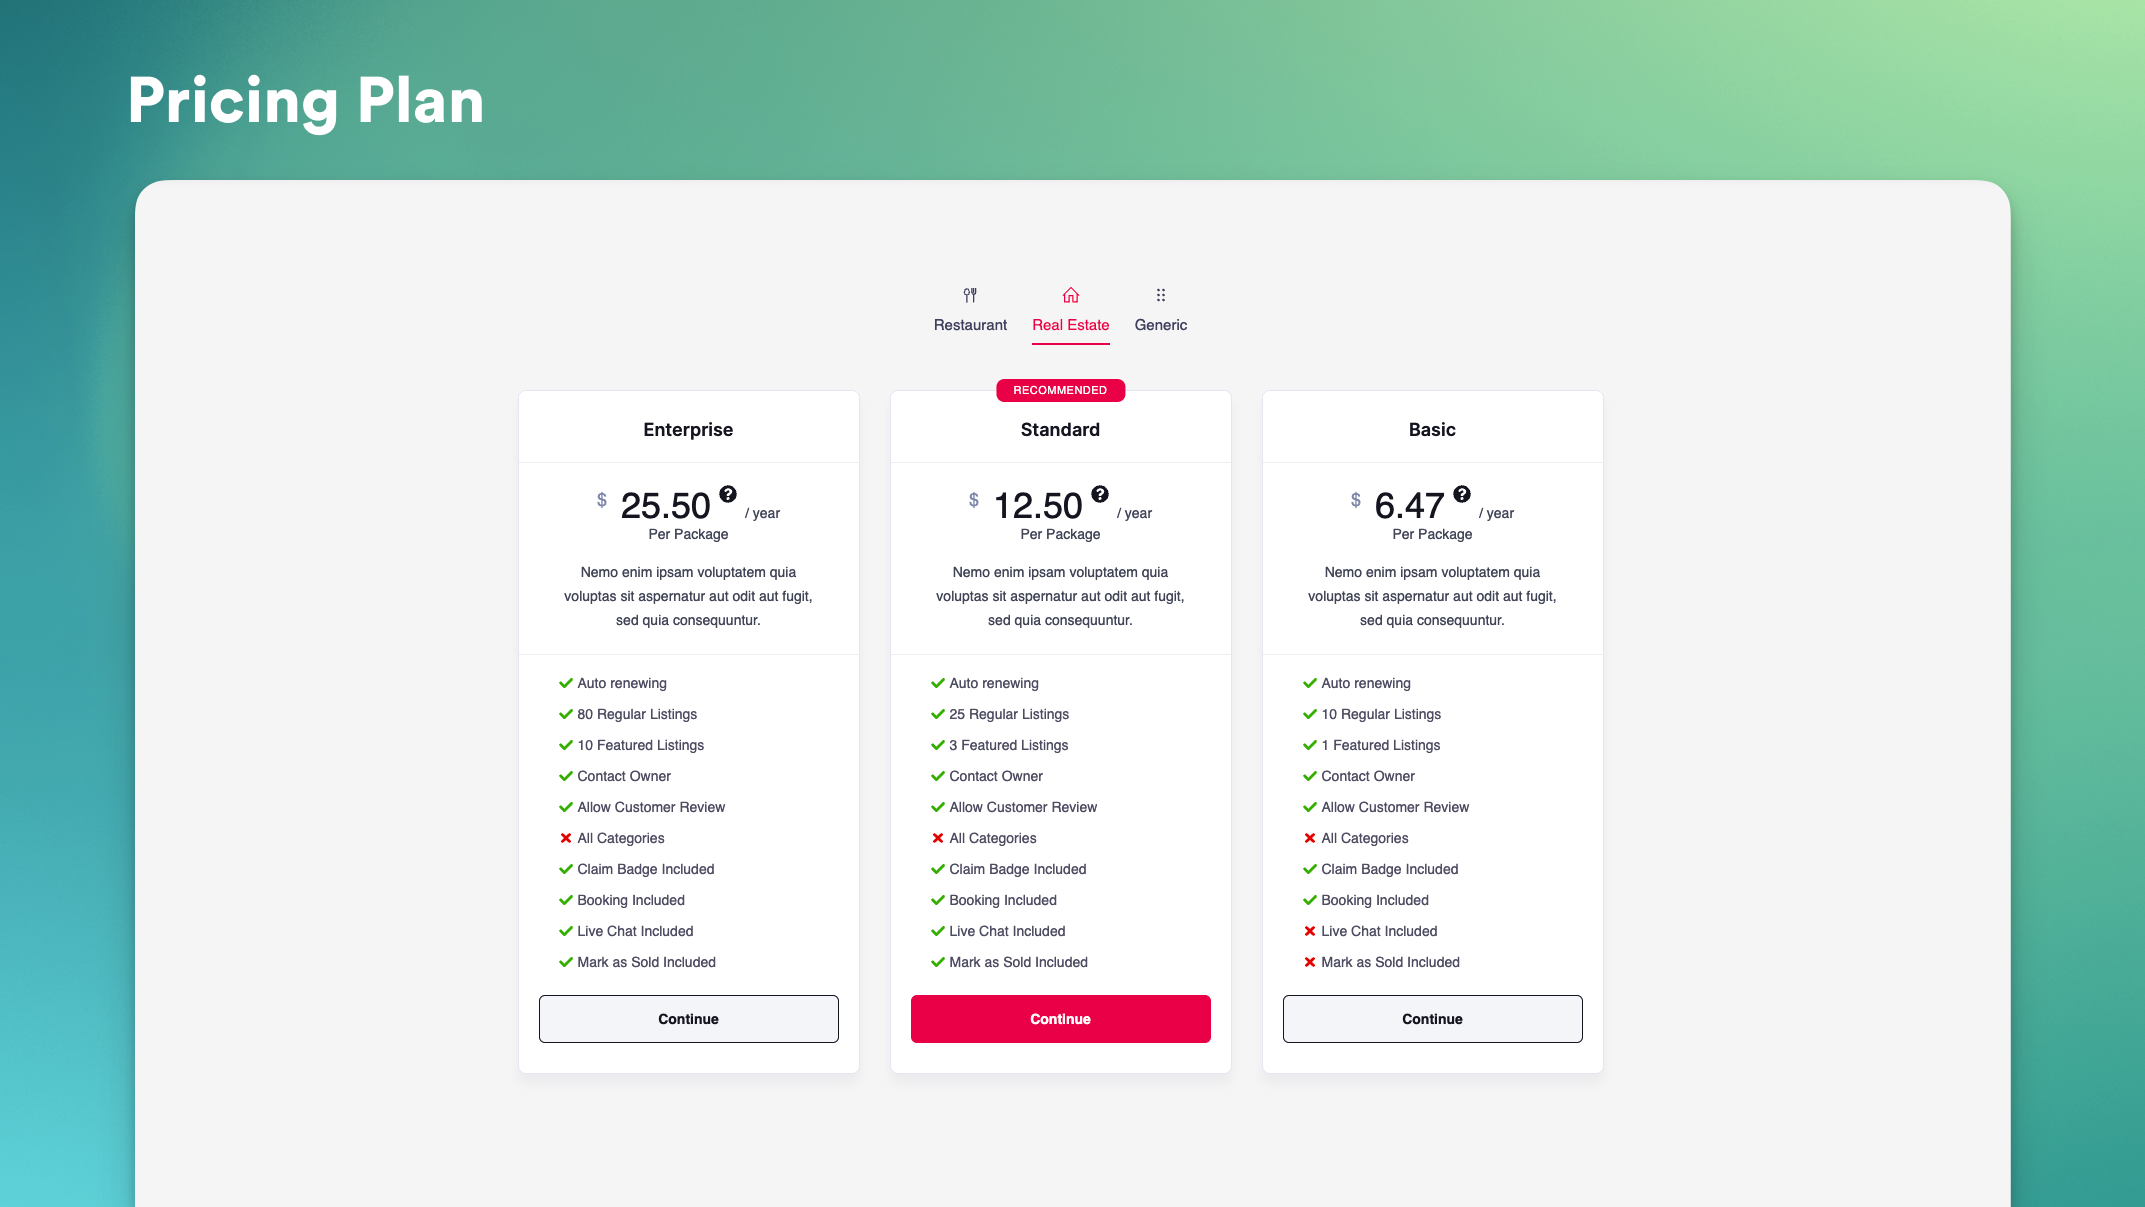 Pricing Plan
Restaurant
Real Estate
Generic
Enterprise
$ 25.50 ? / year
Per Package
Nemo enim ipsam voluptatem quia
voluptas sit aspernatur aut odit aut fugit,
sed quia consequuntur.
Auto renewing
80 Regular Listings
10 Featured Listings
Contact Owner
Allow Customer Review
All Categories
Claim Badge Included
Booking Included
Live Chat Included
Mark as Sold Included
Continue
RECOMMENDED
Standard
$ 12.50 ? / year
Per Package
Nemo enim ipsam voluptatem quia
voluptas sit aspernatur aut odit aut fugit,
sed quia consequuntur.
Auto renewing
25 Regular Listings
3 Featured Listings
Contact Owner
Allow Customer Review
All Categories
Claim Badge Included
Booking Included
Live Chat Included
Mark as Sold Included
Continue
Basic
$ 6.47 ? / year
Per Package
Nemo enim ipsam voluptatem quia
voluptas sit aspernatur aut odit aut fugit,
sed quia consequuntur.
Auto renewing
10 Regular Listings
1 Featured Listings
Contact Owner
Allow Customer Review
All Categories
Claim Badge Included
Booking Included
Live Chat Included
Mark as Sold Included
Continue